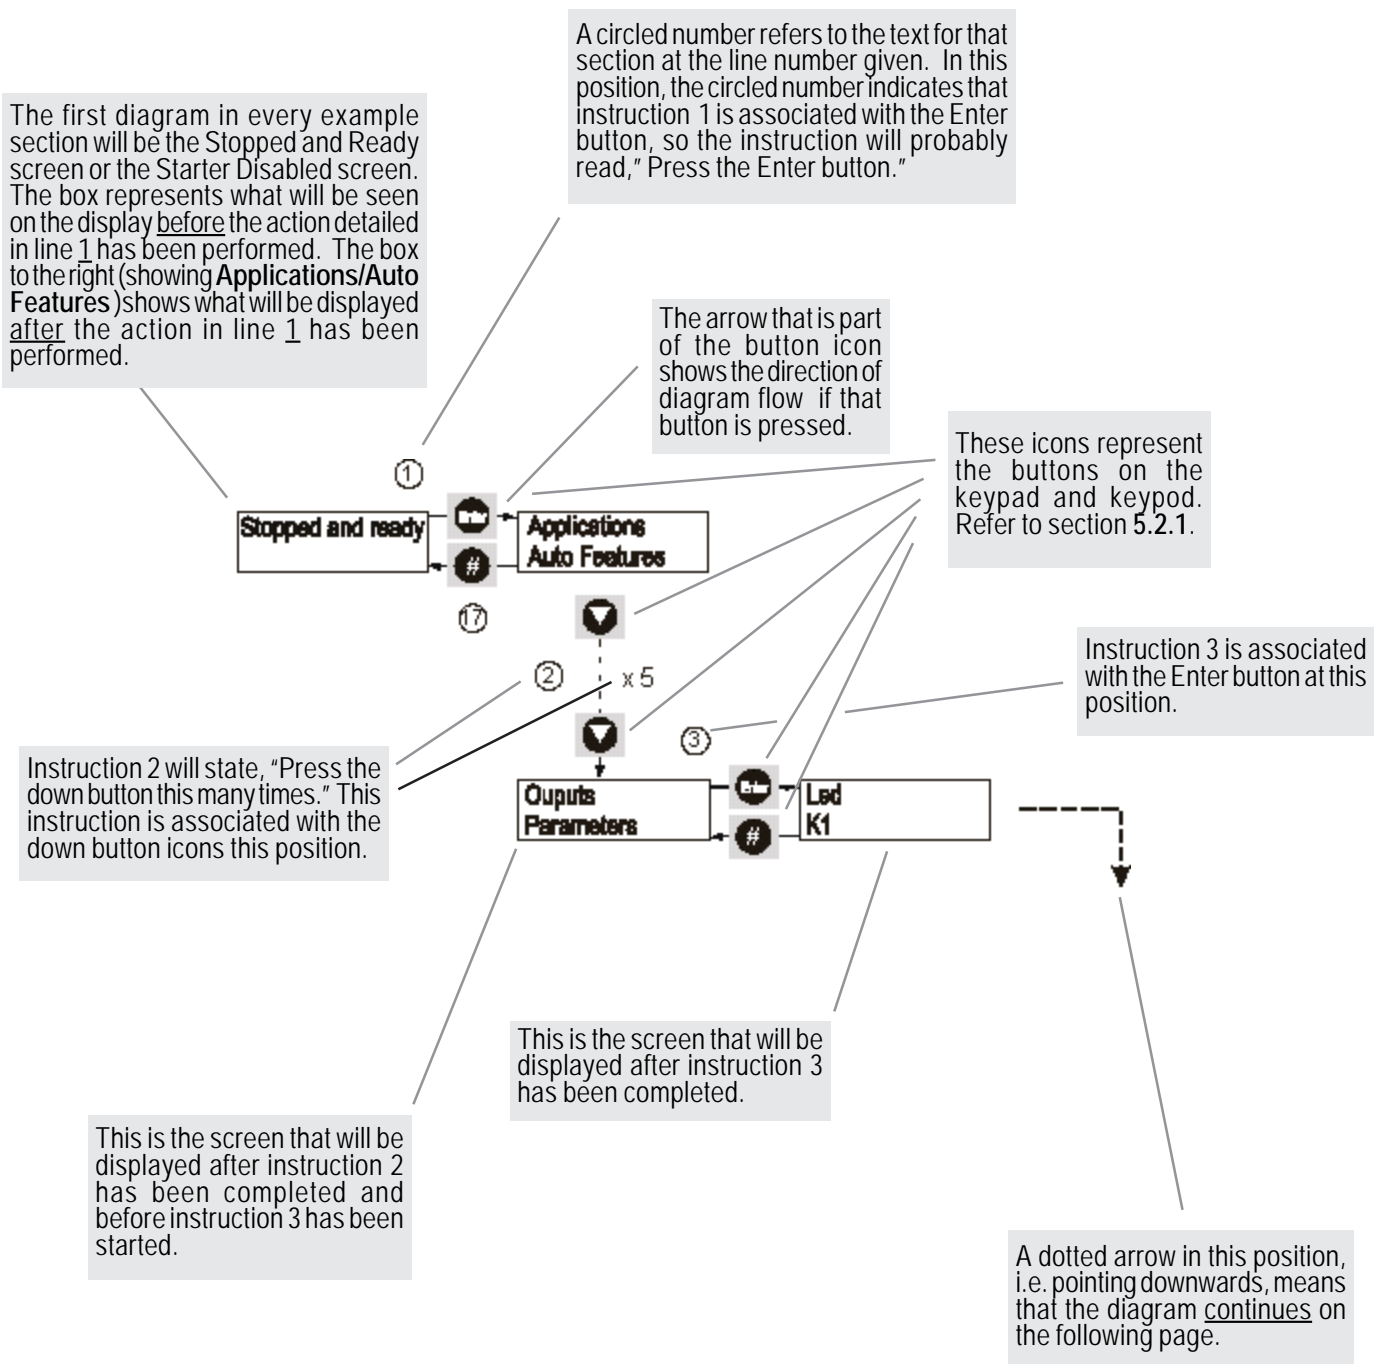 A circled number refers to the text for that
section at the line number given. In this
position, the circled number indicates that
instruction 1 is associated with the Enter
button, so the instruction will probably
read," Press the Enter button."
The first diagram in every example
section will be the Stopped and Ready
screen or the Starter Disabled screen.
The box represents what will be seen
on the display before the action detailed
in line 1 has been performed. The box
to the right (showing Applications/Auto
Features )shows what will be displayed
after the action in line 1 has been
performed.
The arrow that is part
of the button icon
shows the direction of
diagram flow if that
button is pressed.
These icons represent
the buttons on the
keypad and keypod.
Refer to section 5.2.1.
1
Stopped and ready
Applications
Auto Features
#
17
2
x 5
Instruction 3 is associated
with the Enter button at this
position.
3
Instruction 2 will state, "Press the
down button this many times." This
instruction is associated with the
down button icons this position.
Ouputs
Parameters
#
Led
K1
This is the screen that will be
displayed after instruction 3
has been completed.
This is the screen that will be
displayed after instruction 2
has been completed and
before instruction 3 has been
started.
A dotted arrow in this position,
i.e. pointing downwards, means
that the diagram continues on
the following page.